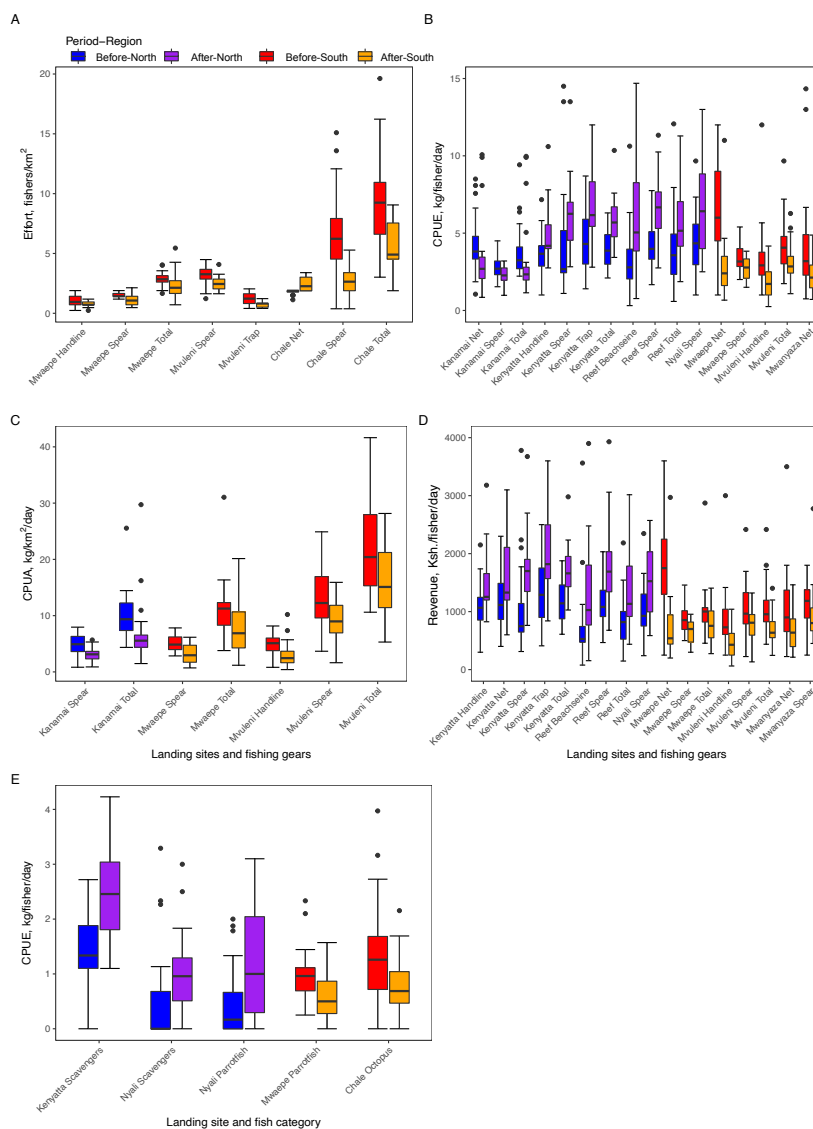 A
Period−Region
Before−North After−North Before−South After−South
20
15
10
5
0
Effort, fishers/km²
Mwaepe Handline
Mwaepe Spear
Mwaepe Total
Mvuleni Spear
Mvuleni Trap
Chale Net
Chale Spear
Chale Total
B
15
10
5
0
CPUE, kg/fisher/day
Kanamai Net
Kanamai Spear
Kanamai Total
Kenyatta Handline
Kenyatta Spear
Kenyatta Trap
Kenyatta Total
Reef Beachseine
Reef Spear
Reef Total
Nyali Spear
Mwaepe Net
Mwaepe Spear
Mvuleni Handline
Mvuleni Total
Mwanyaza Net
C
40
30
20
10
0
CPUA, kg/km²/day
Kanamai Spear
Kanamai Total
Mwaepe Spear
Mwaepe Total
Mvuleni Handline
Mvuleni Spear
Mvuleni Total
Landing sites and fishing gears
D
4000
3000
2000
1000
0
Revenue, Ksh./fisher/day
Kenyatta Handline
Kenyatta Net
Kenyatta Spear
Kenyatta Trap
Kenyatta Total
Reef Beachseine
Reef Spear
Reef Total
Nyali Spear
Mwaepe Net
Mwaepe Spear
Mwaepe Total
Mvuleni Handline
Mvuleni Spear
Mvuleni Total
Mwanyaza Net
Mwanyaza Spear
Landing sites and fishing gears
E
4
3
2
1
0
CPUE, kg/fisher/day
Kenyatta Scavengers
Nyali Scavengers
Nyali Parrotfish
Mwaepe Parrotfish
Chale Octopus
Landing site and fish category